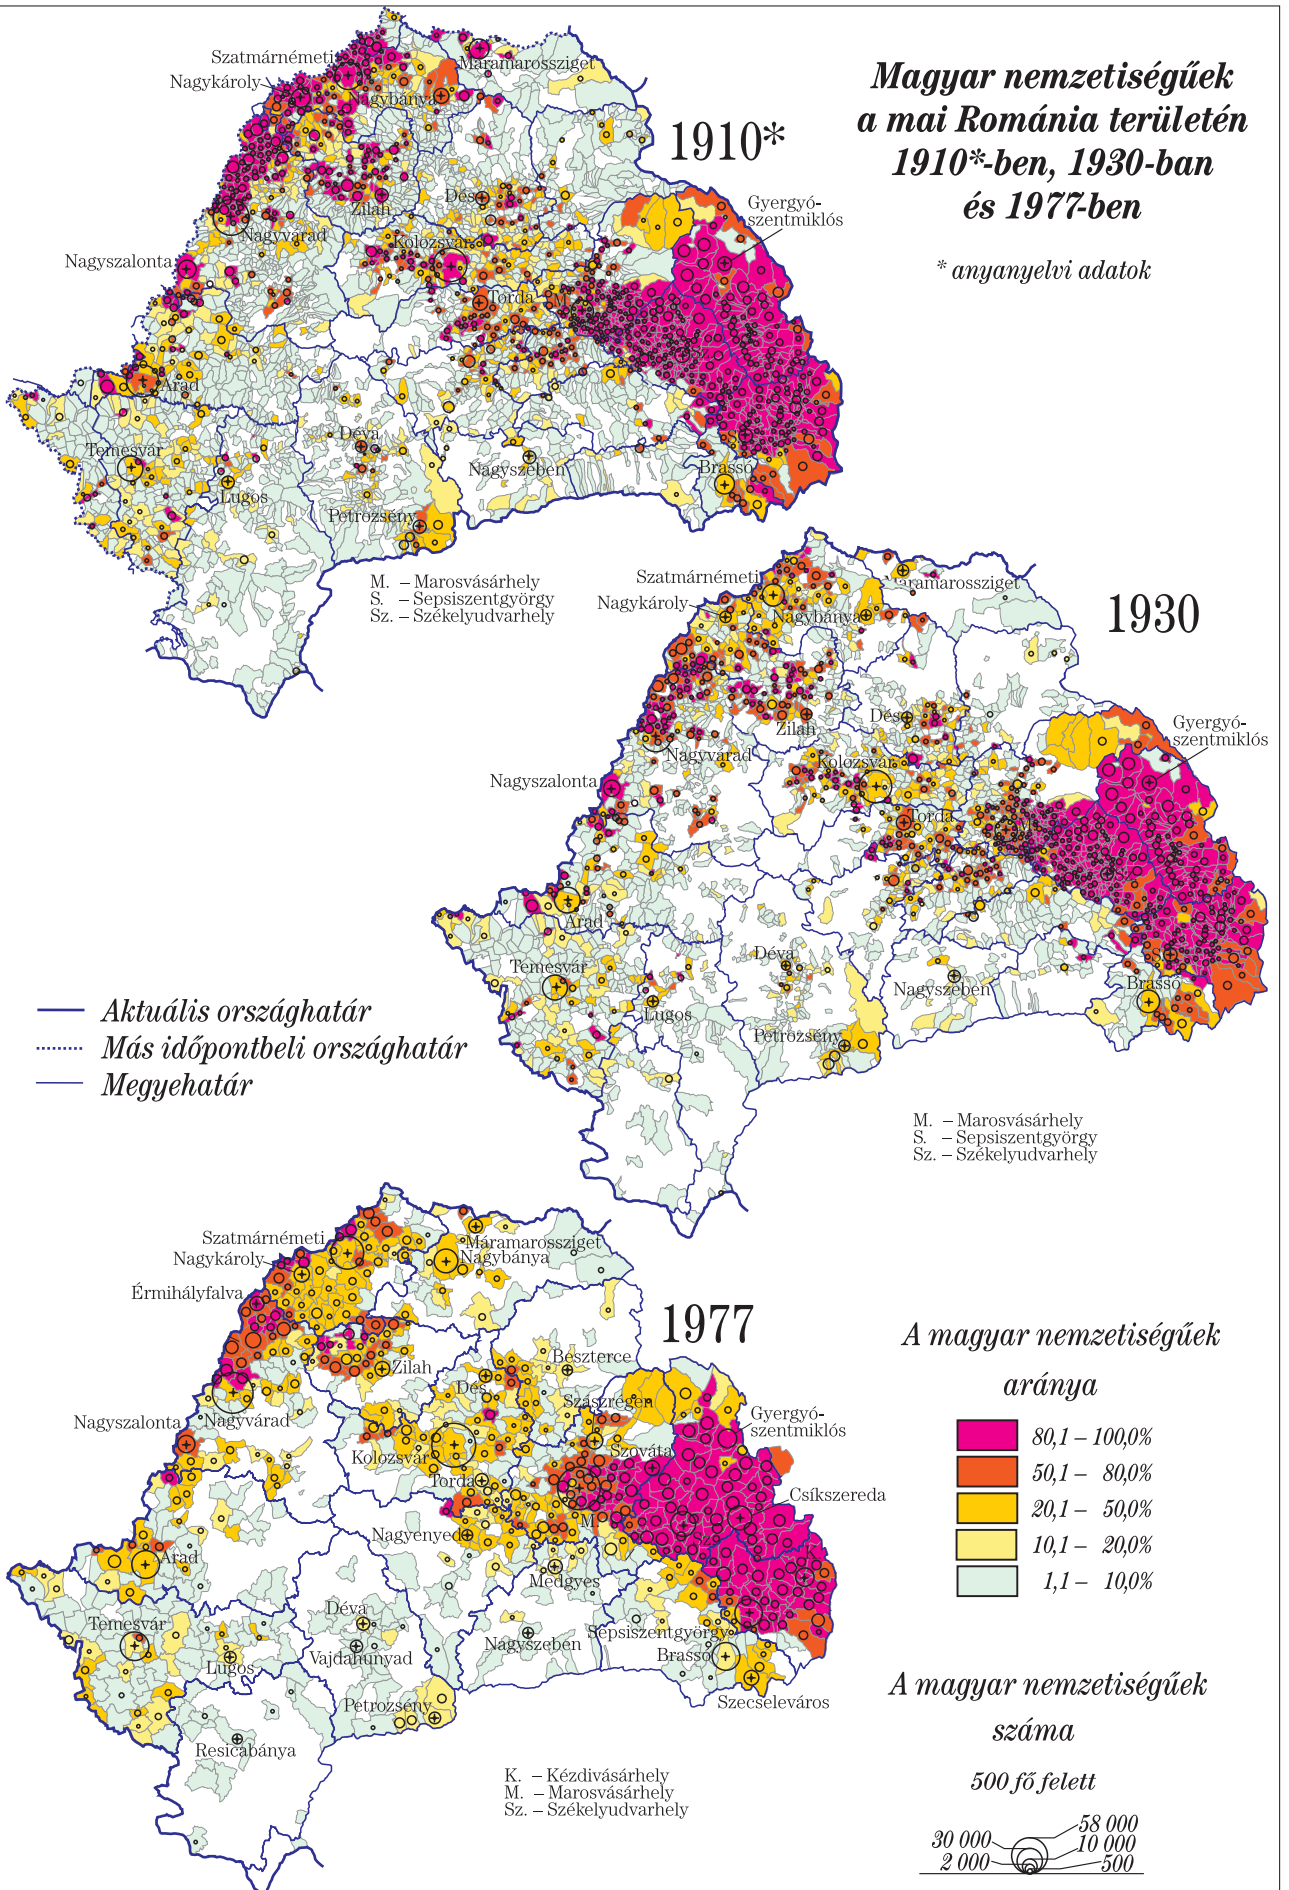 Magyar nemzetiségűek
a mai Románia területén
1910*-ben, 1930-ban
és 1977-ben
* anyanyelvi adatok
1910*
Szatmárnémeti
Nagykároly
Nagybánya
Máramarossziget
Zilah
Dés
Nagyvárad
Kolozsvár
Gyergyó-
szentmiklós
Nagyszalonta
Torda
M.
Arad
Sz.
Temesvár
Lugos
Déva
Nagyszeben
S.
Brassó
Petrozsény
M. – Marosvásárhely
S. – Sepsiszentgyörgy
Sz. – Székelyudvarhely
1930
Szatmárnémeti
Nagykároly
Nagybánya
Máramarossziget
Zilah
Dés
Nagyvárad
Kolozsvár
Gyergyó-
szentmiklós
Nagyszalonta
Torda
M.
Sz.
Arad
Temesvár
Lugos
Déva
Nagyszeben
S.
Brassó
Petrozsény
M. – Marosvásárhely
S. – Sepsiszentgyörgy
Sz. – Székelyudvarhely
Aktuális országhatár
Más időpontbeli országhatár
Megyehatár
1977
Szatmárnémeti
Nagykároly
Érmihályfalva
Máramarossziget
Nagybánya
Zilah
Dés
Beszterce
Szászrégen
Nagyvárad
Nagyszalonta
Kolozsvár
Szováta
Gyergyó-
szentmiklós
Torda
Csíkszereda
Nagyenyed
M.
Sz.
K.
Arad
Medgyes
Temesvár
Lugos
Déva
Vajdahunyad
Nagyszeben
Sepsiszentgyörgy
Brassó
Szecseleváros
Petrozsény
Resicabánya
K. – Kézdivásárhely
M. – Marosvásárhely
Sz. – Székelyudvarhely
A magyar nemzetiségűek
aránya
80,1 – 100,0%
50,1 – 80,0%
20,1 – 50,0%
10,1 – 20,0%
1,1 – 10,0%
A magyar nemzetiségűek
száma
500 fő felett
58 000
30 000
10 000
2 000
500